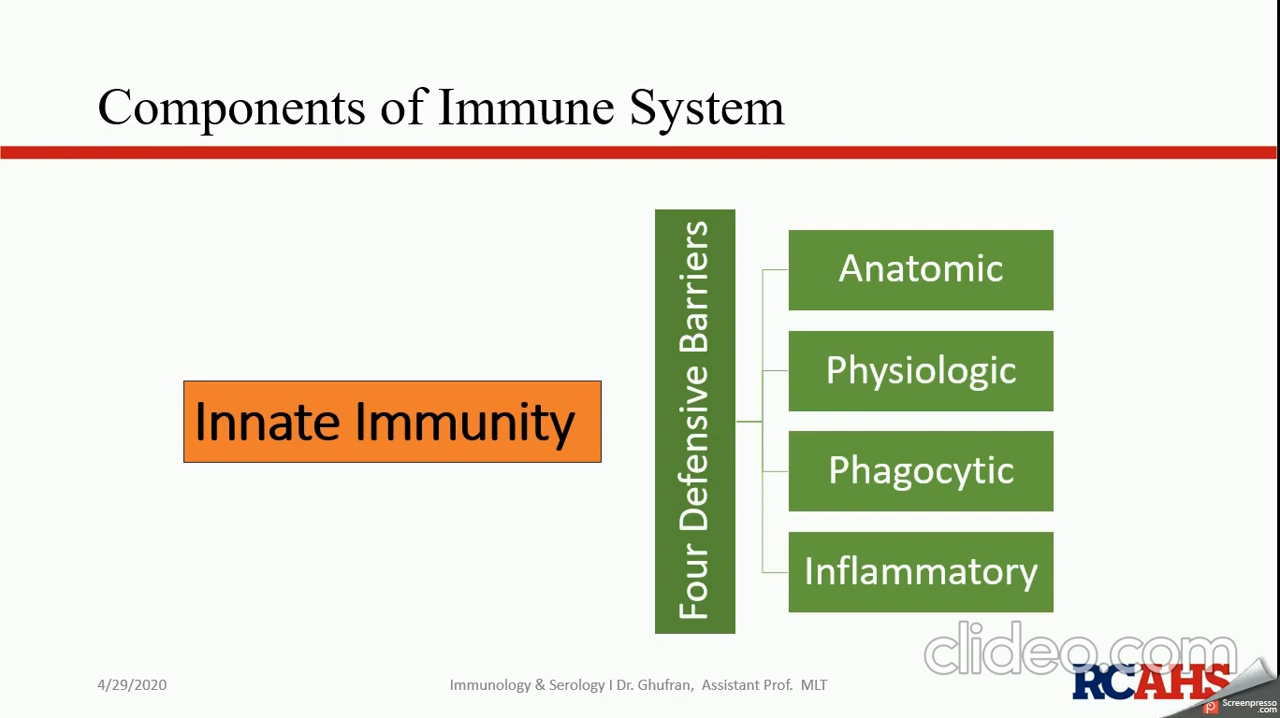 Components of Immune System
Innate Immunity
Four Defensive Barriers
Anatomic
Physiologic
Phagocytic
Inflammatory
clideo.com
4/29/2020
Immunology & Serology I Dr. Ghufran, Assistant Prof. MLT
RCAHS
Screenpresso
.com